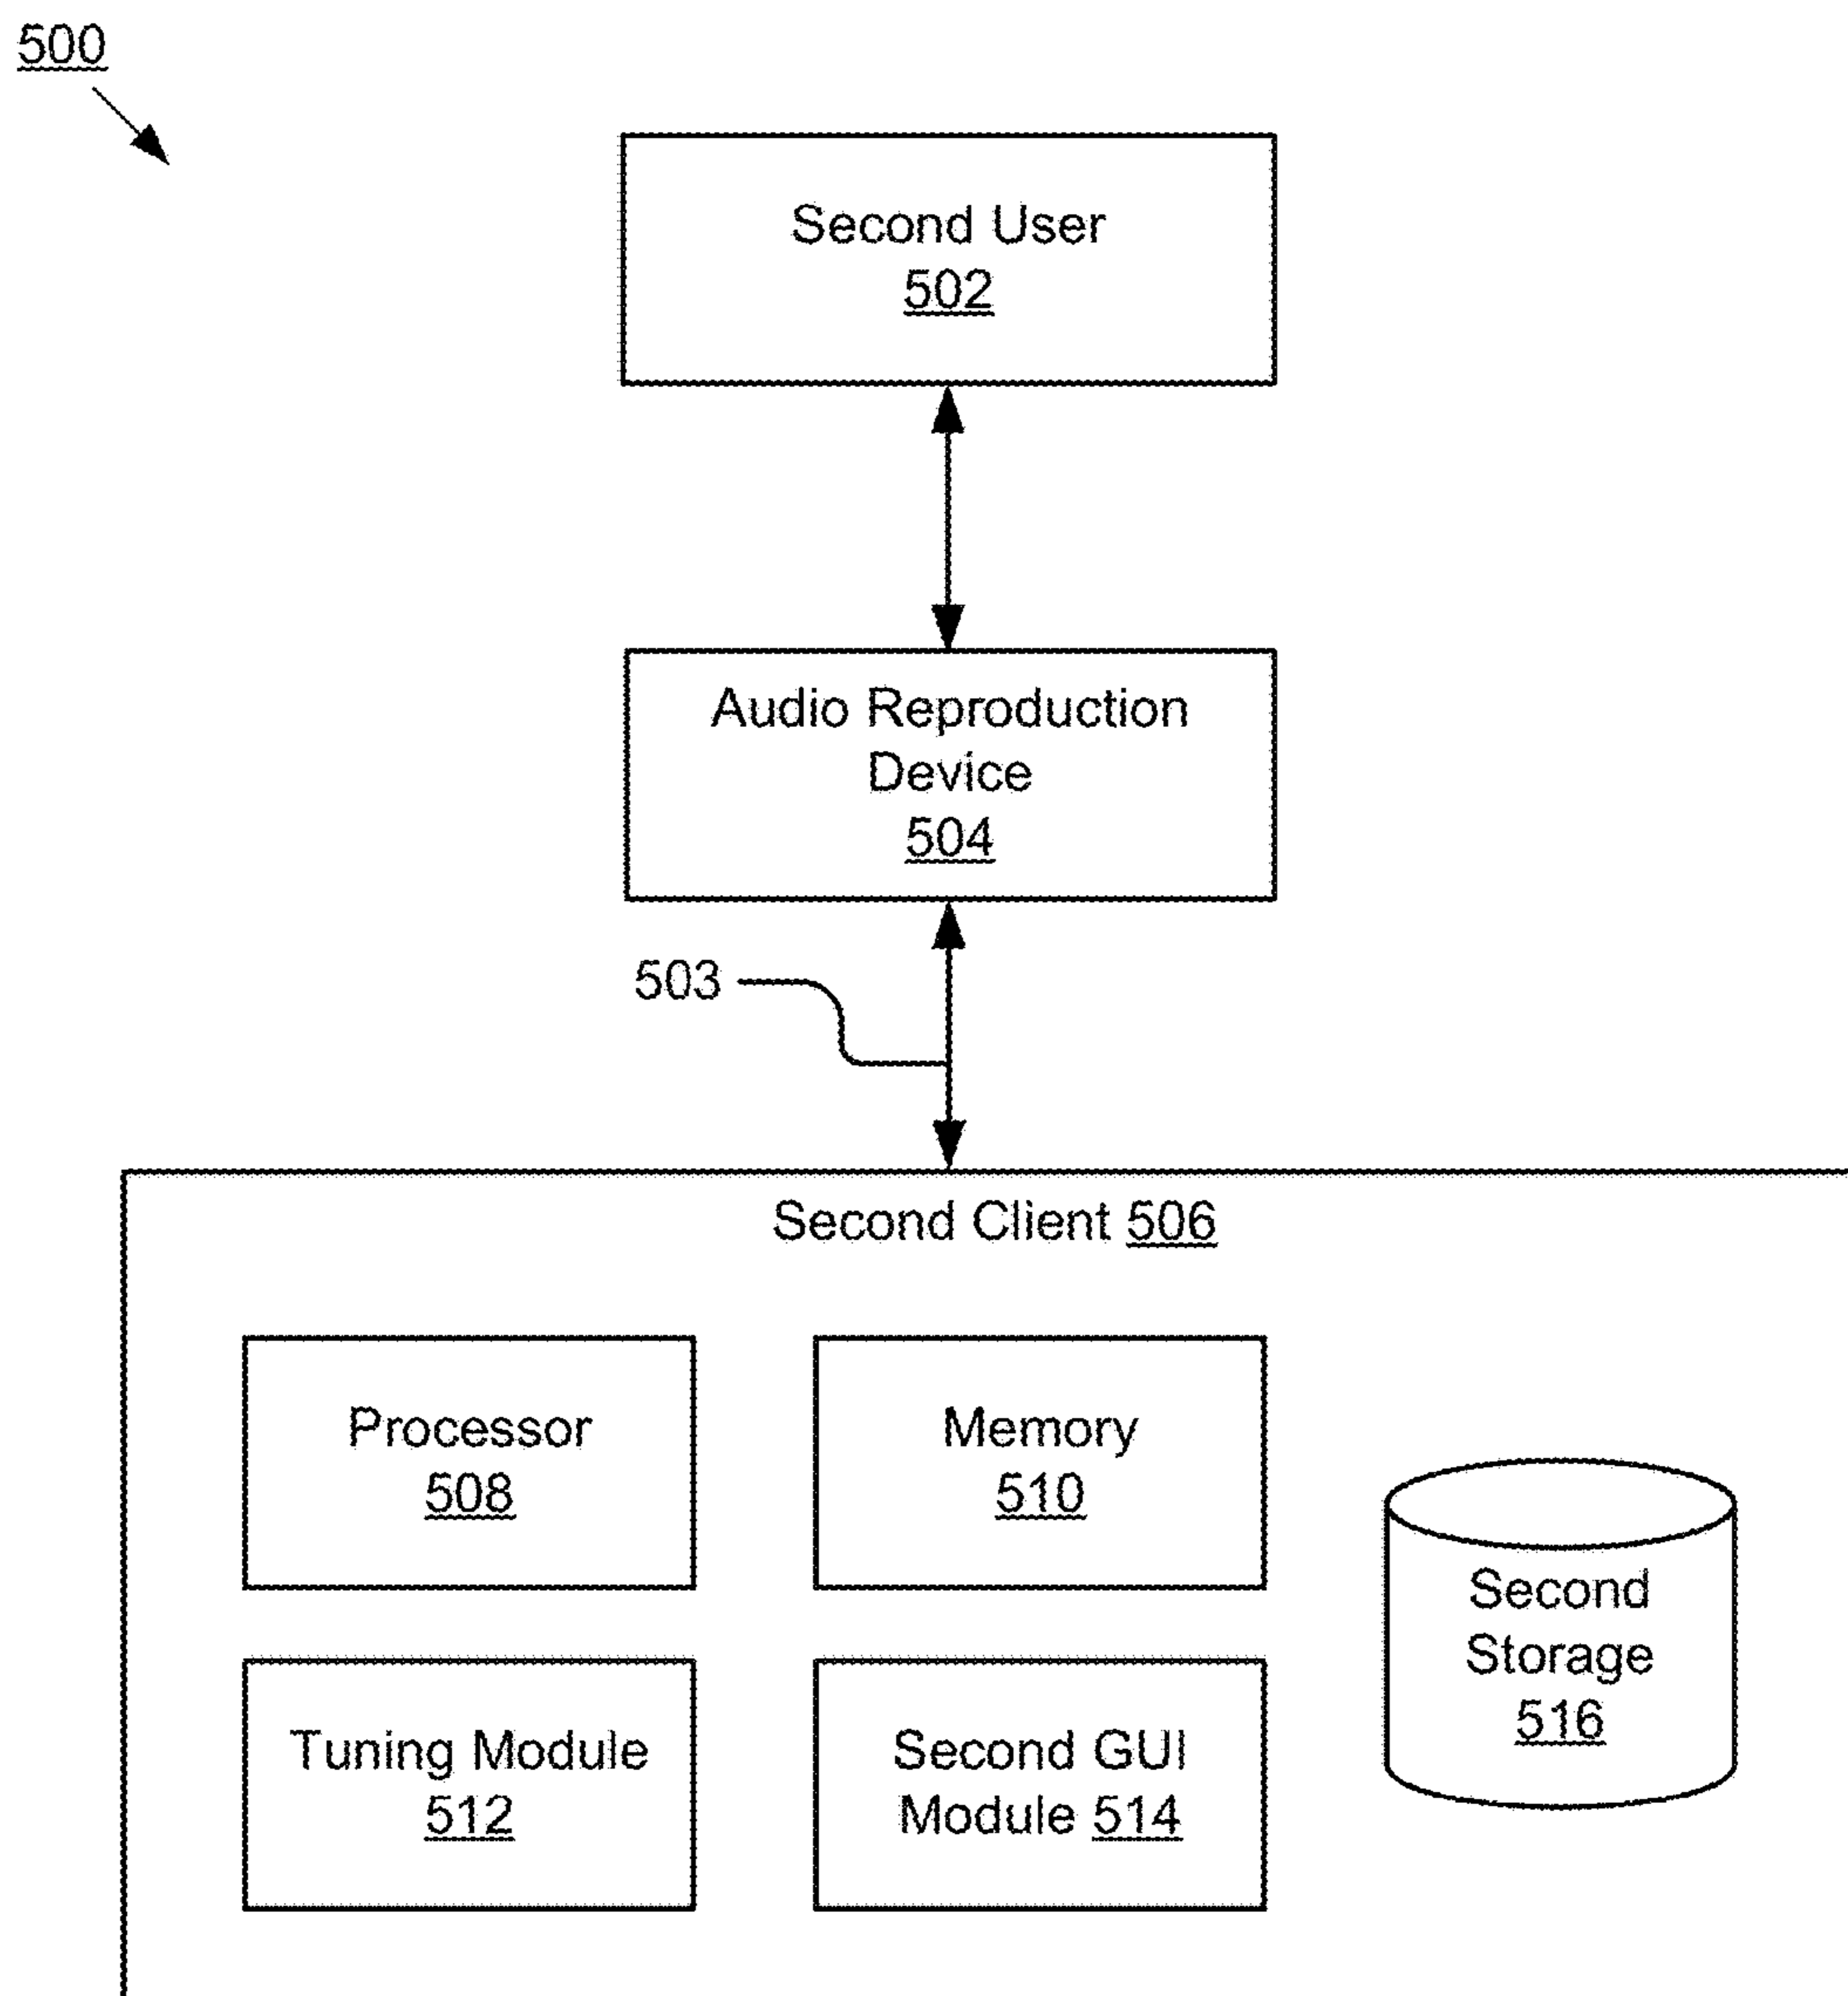 500
Second User
502
Audio Reproduction
Device
504
503
Second Client 506
Processor
508
Memory
510
Second
Storage
516
Tuning Module
512
Second GUI
Module 514